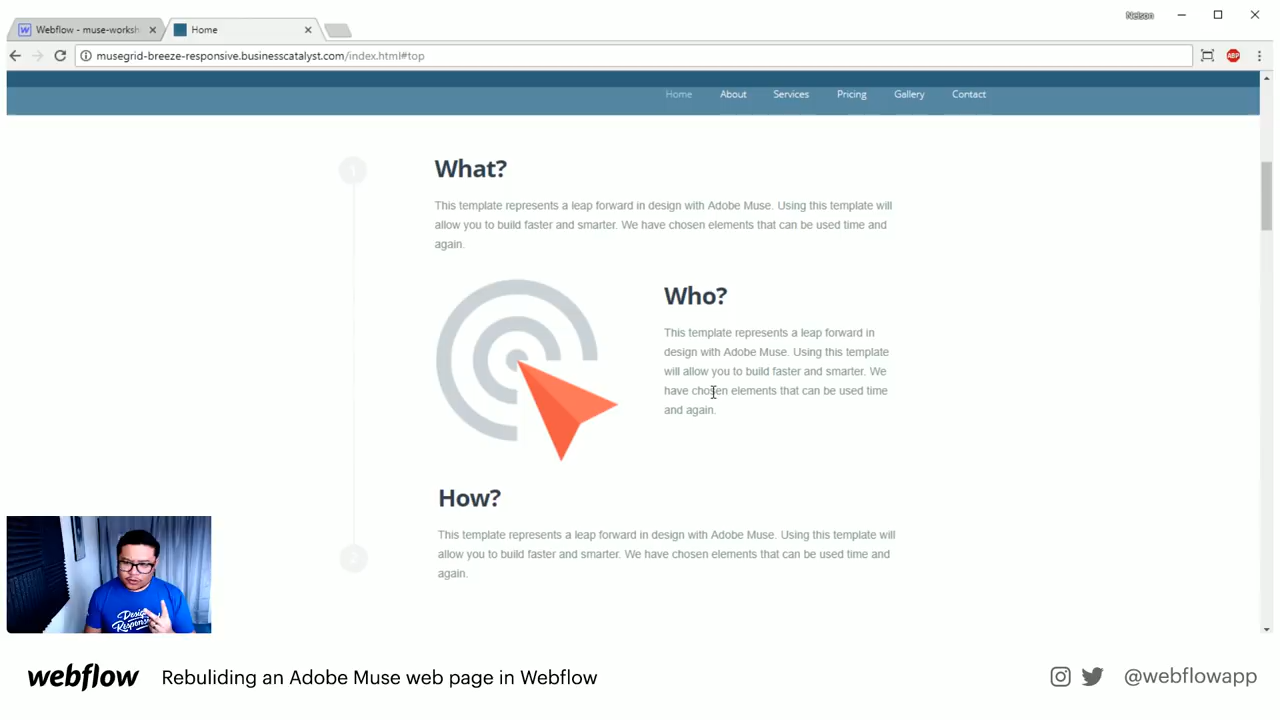 Webflow - muse-worksh
Home
Nelson
musegrid-breeze-responsive.businesscatalyst.com/index.html#top
ABP
Home About Services Pricing Gallery Contact
1
What?
This template represents a leap forward in design with Adobe Muse. Using this template will
allow you to build faster and smarter. We have chosen elements that can be used time and
again.
Who?
This template represents a leap forward in
design with Adobe Muse. Using this template
will allow you to build faster and smarter. We
have chosen elements that can be used time
and again.
How?
This template represents a leap forward in design with Adobe Muse. Using this template will
allow you to build faster and smarter. We have chosen elements that can be used time and
again.
2
Design
Responsi
webflow Rebuliding an Adobe Muse web page in Webflow @webflowapp